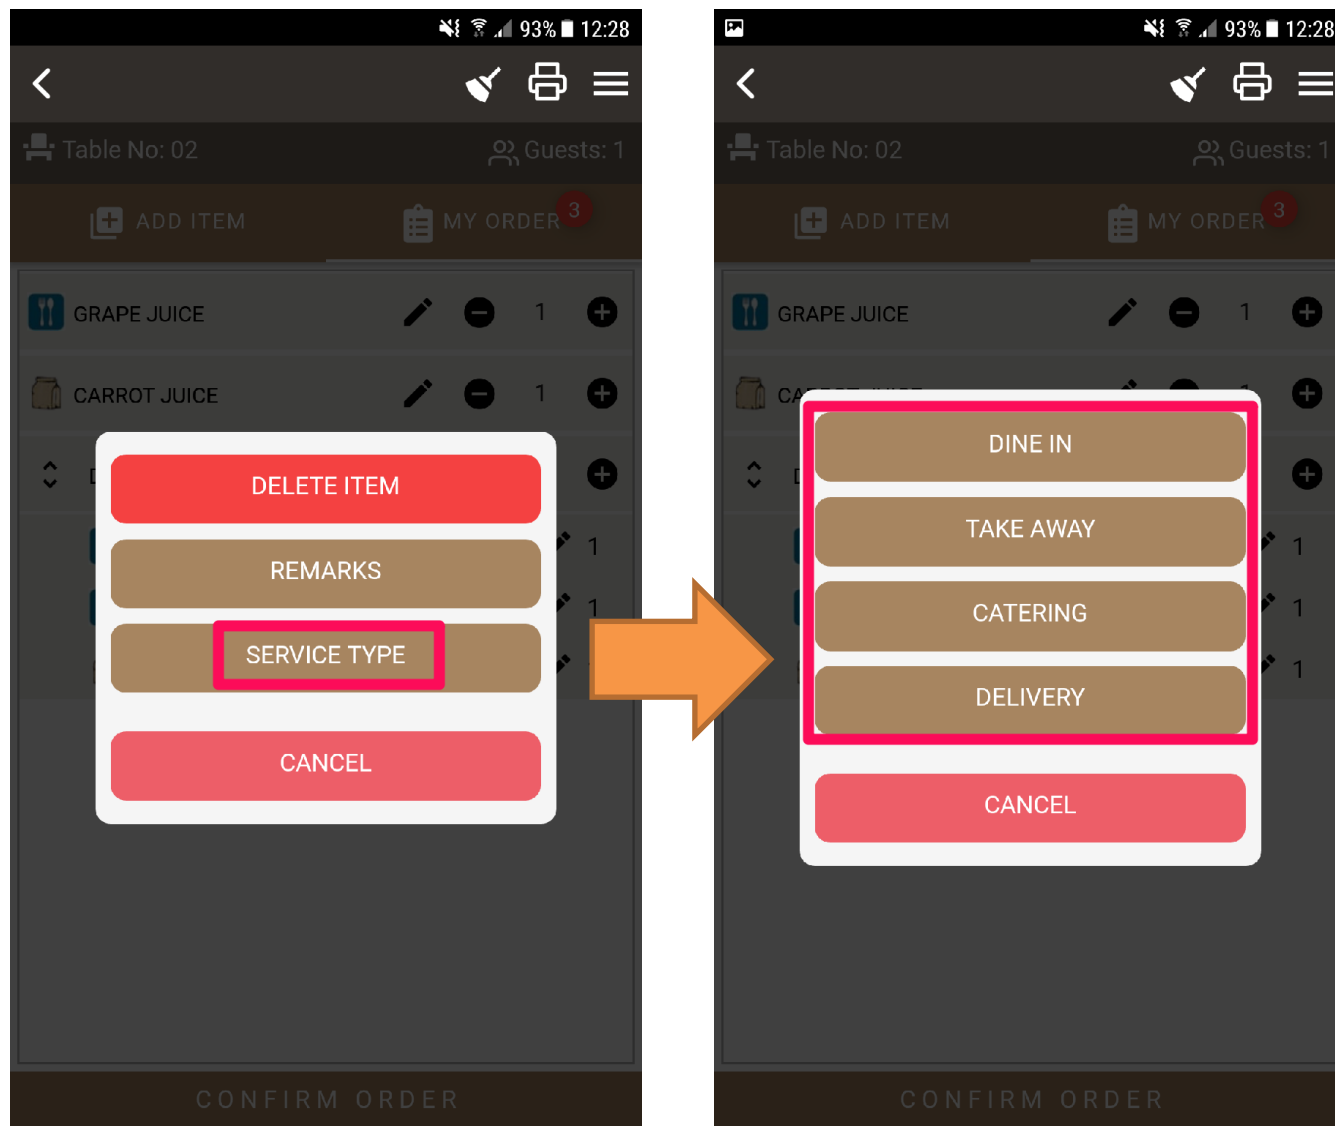 93% 12:28
Table No: 02
Guests: 1
ADD ITEM
MY ORDER
3
GRAPE JUICE
1
CARROT JUICE
1
DELETE ITEM
1
REMARKS
1
SERVICE TYPE
CANCEL
CONFIRM ORDER
93% 12:28
Table No: 02
Guests: 1
ADD ITEM
MY ORDER
3
GRAPE JUICE
1
DINE IN
TAKE AWAY
1
CATERING
1
DELIVERY
1
CANCEL
CONFIRM ORDER